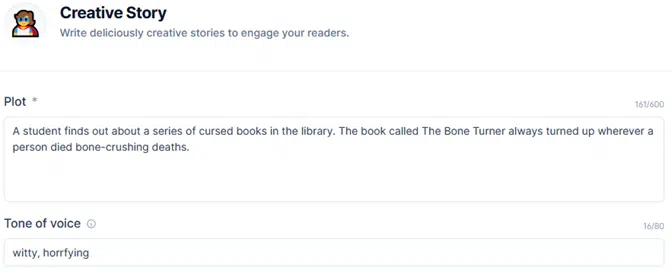 Creative Story
Write deliciously creative stories to engage your readers.
Plot *
161/600
A student finds out about a series of cursed books in the library. The book called The Bone Turner always turned up wherever a
person died bone-crushing deaths.
Tone of voice
16/80
witty, horrfying